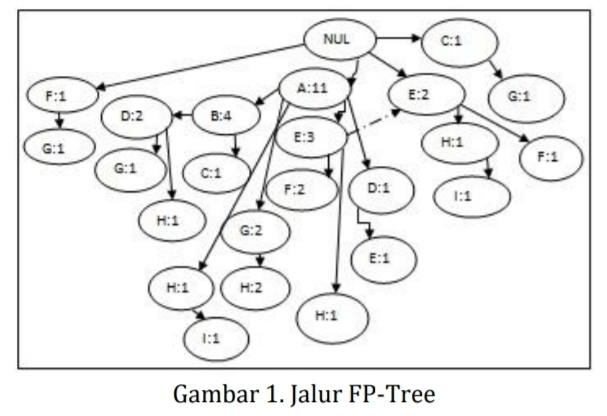 NUL
C:1
F:1
A:11
E:2
G:1
D:2
B:4
E:3
H:1
G:1
G:1
C:1
F:2
D:1
I:1
F:1
H:1
G:2
E:1
H:1
H:2
H:1
I:1
Gambar 1. Jalur FP-Tree